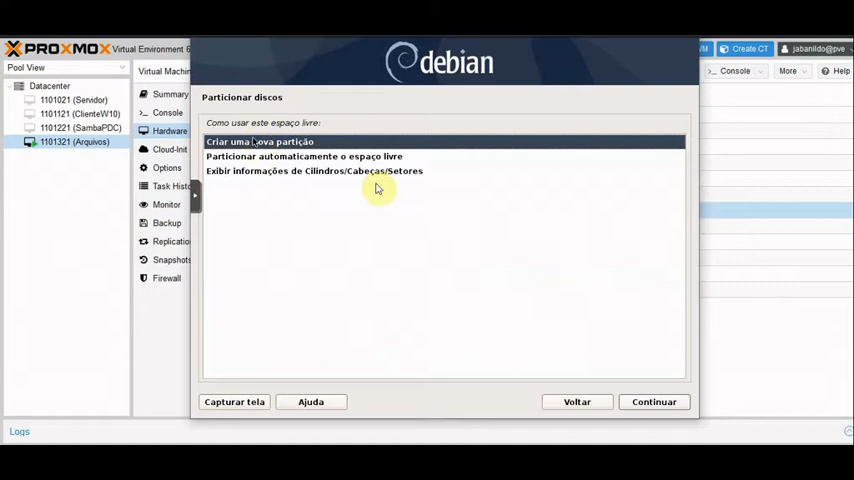 PROXMOX Virtual Environment 6
VM
Create CT
jabanildo@pve
Pool View
Virtual Machin
Console
More
Help
Datacenter
1101021 (Servidor)
1101121 (ClienteW10)
1101221 (SambaPDC)
1101321 (Arquivos)
Summary
Console
Hardware
Cloud-Init
Options
Task Histo
Monitor
Backup
Replication
Snapshots
Firewall
debian
Particionar discos
Como usar este espaço livre:
Criar uma nova partição
Particionar automaticamente o espaço livre
Exibir informações de Cilindros/Cabeças/Setores
Capturar tela
Ajuda
Voltar
Continuar
Logs